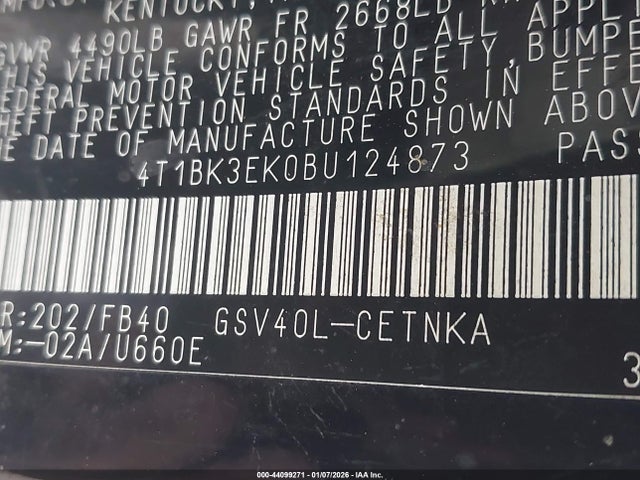 KENTUCKY,
GVWR 4490LB GAWR FR 2668LB
THIS VEHICLE CONFORMS TO ALL APPL
FEDERAL MOTOR VEHICLE SAFETY, BUMPE
THEFT PREVENTION STANDARDS IN EFFE
THE DATE OF MANUFACTURE SHOWN ABOV
4T1BK3EK0BU124873 PASS
R:202/FB40 GSV40L-CETNKA
M:-02A/U660E
3
000-44099271 - 01/07/2026 - IAA Inc.